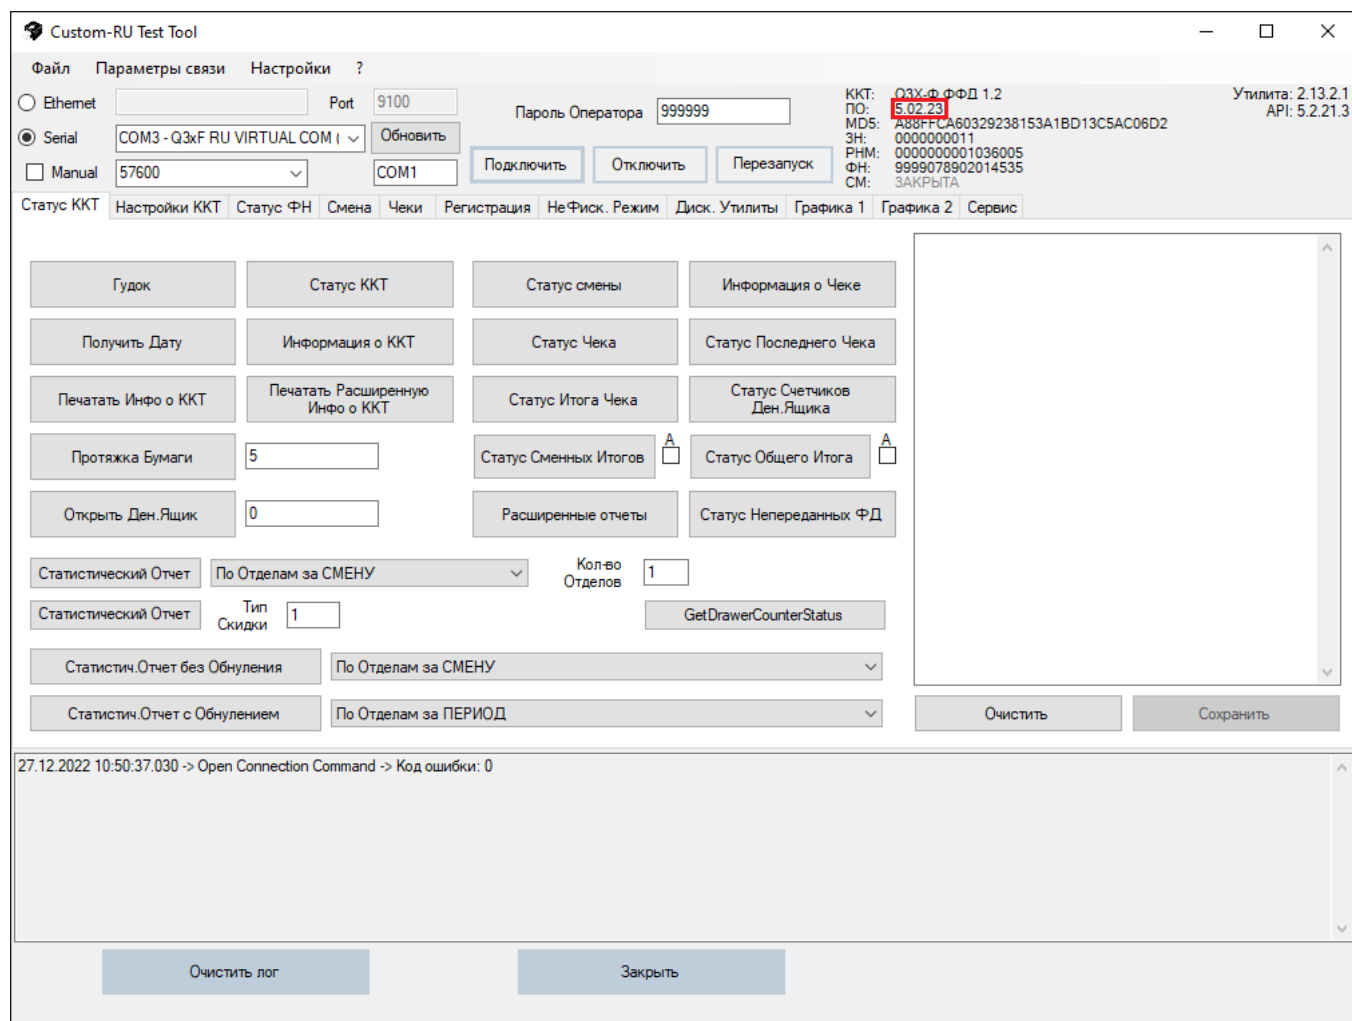 Custom-RU Test Tool
Файл Параметры связи Настройки ?
Ethernet Port 9100
Serial COM3 - Q3xF RU VIRTUAL COM ( Обновить
Manual 57600 COM1
Пароль Оператора 999999
Подключить Отключить Перезапуск
ККТ: Q3X-Ф ФФД 1.2
ПО: 5.02.23
MD5: A88FFCA60329238153A1BD13C5AC06D2
ЗН: 0000000011
РНМ: 0000000001036005
ФН: 9999078902014535
СМ: ЗАКРЫТА
Утилита: 2.13.2.1
API: 5.2.21.3
Статус ККТ Настройки ККТ Статус ФН Смена Чеки Регистрация НеФиск. Режим Диск. Утилиты Графика 1 Графика 2 Сервис
Гудок Статус ККТ Статус смены Информация о Чеке
Получить Дату Информация о ККТ Статус Чека Статус Последнего Чека
Печатать Инфо о ККТ Печатать Расширенную Инфо о ККТ Статус Итога Чека Статус Счетчиков Ден.Ящика
Протяжка Бумаги 5 Статус Сменных Итогов A Статус Общего Итога A
Открыть Ден.Ящик 0 Расширенные отчеты Статус Непереданных ФД
Статистический Отчет По Отделам за СМЕНУ Кол-во Отделов 1
Статистический Отчет Тип Скидки 1 GetDrawerCounterStatus
Статистич.Отчет без Обнуления По Отделам за СМЕНУ
Статистич.Отчет с Обнулением По Отделам за ПЕРИОД
Очистить Сохранить
27.12.2022 10:50:37.030 -> Open Connection Command -> Код ошибки: 0
Очистить лог Закрыть